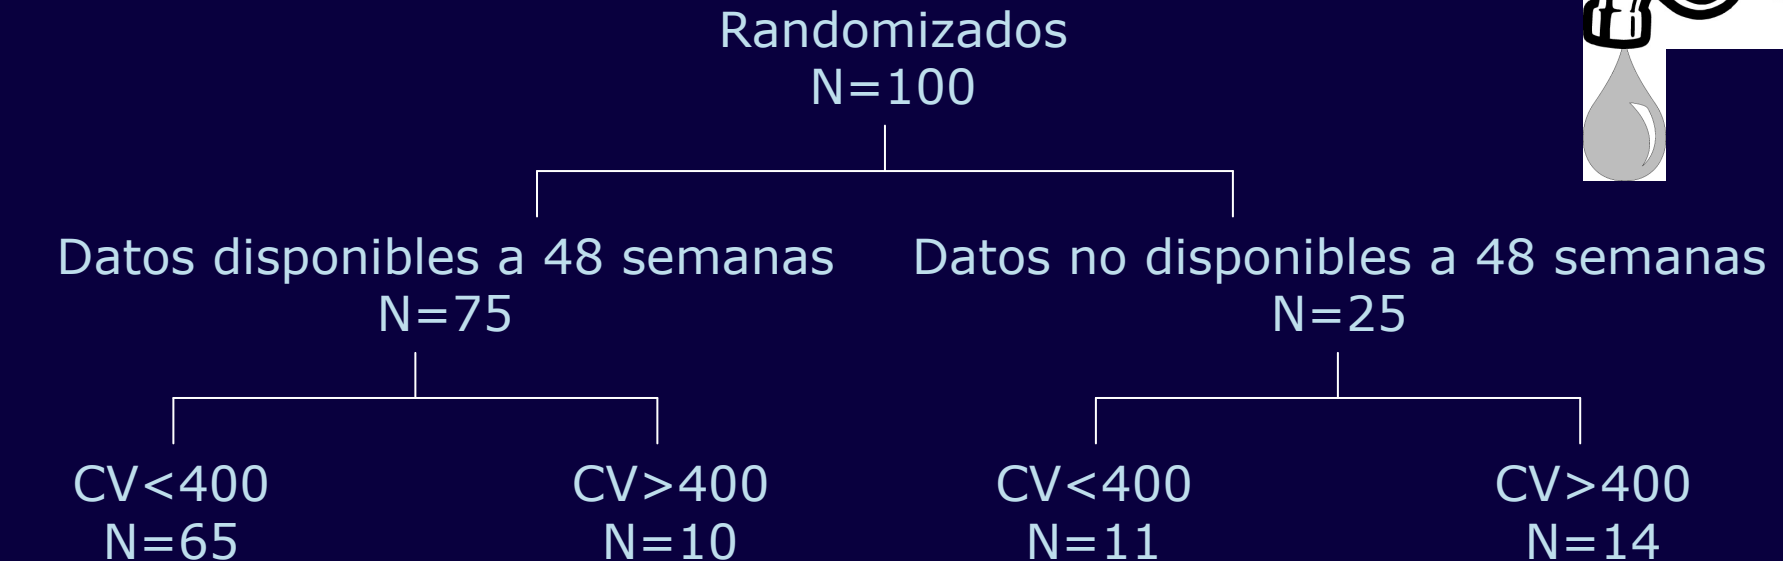 Randomizados
N=100
Datos disponibles a 48 semanas
N=75
Datos no disponibles a 48 semanas
N=25
CV<400
N=65
CV>400
N=10
CV<400
N=11
CV>400
N=14